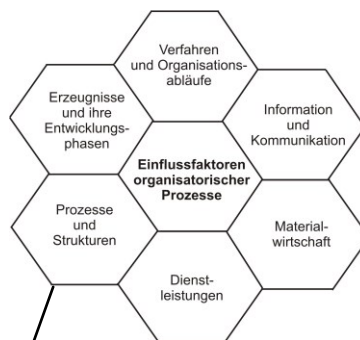 Verfahren
und Organisations-
abläufe
Erzeugnisse
und ihre
Entwicklungs-
phasen
Information
und
Kommunikation
Einflussfaktoren
organisatorischer
Prozesse
Prozesse
und
Strukturen
Material-
wirtschaft
Dienst-
leistungen